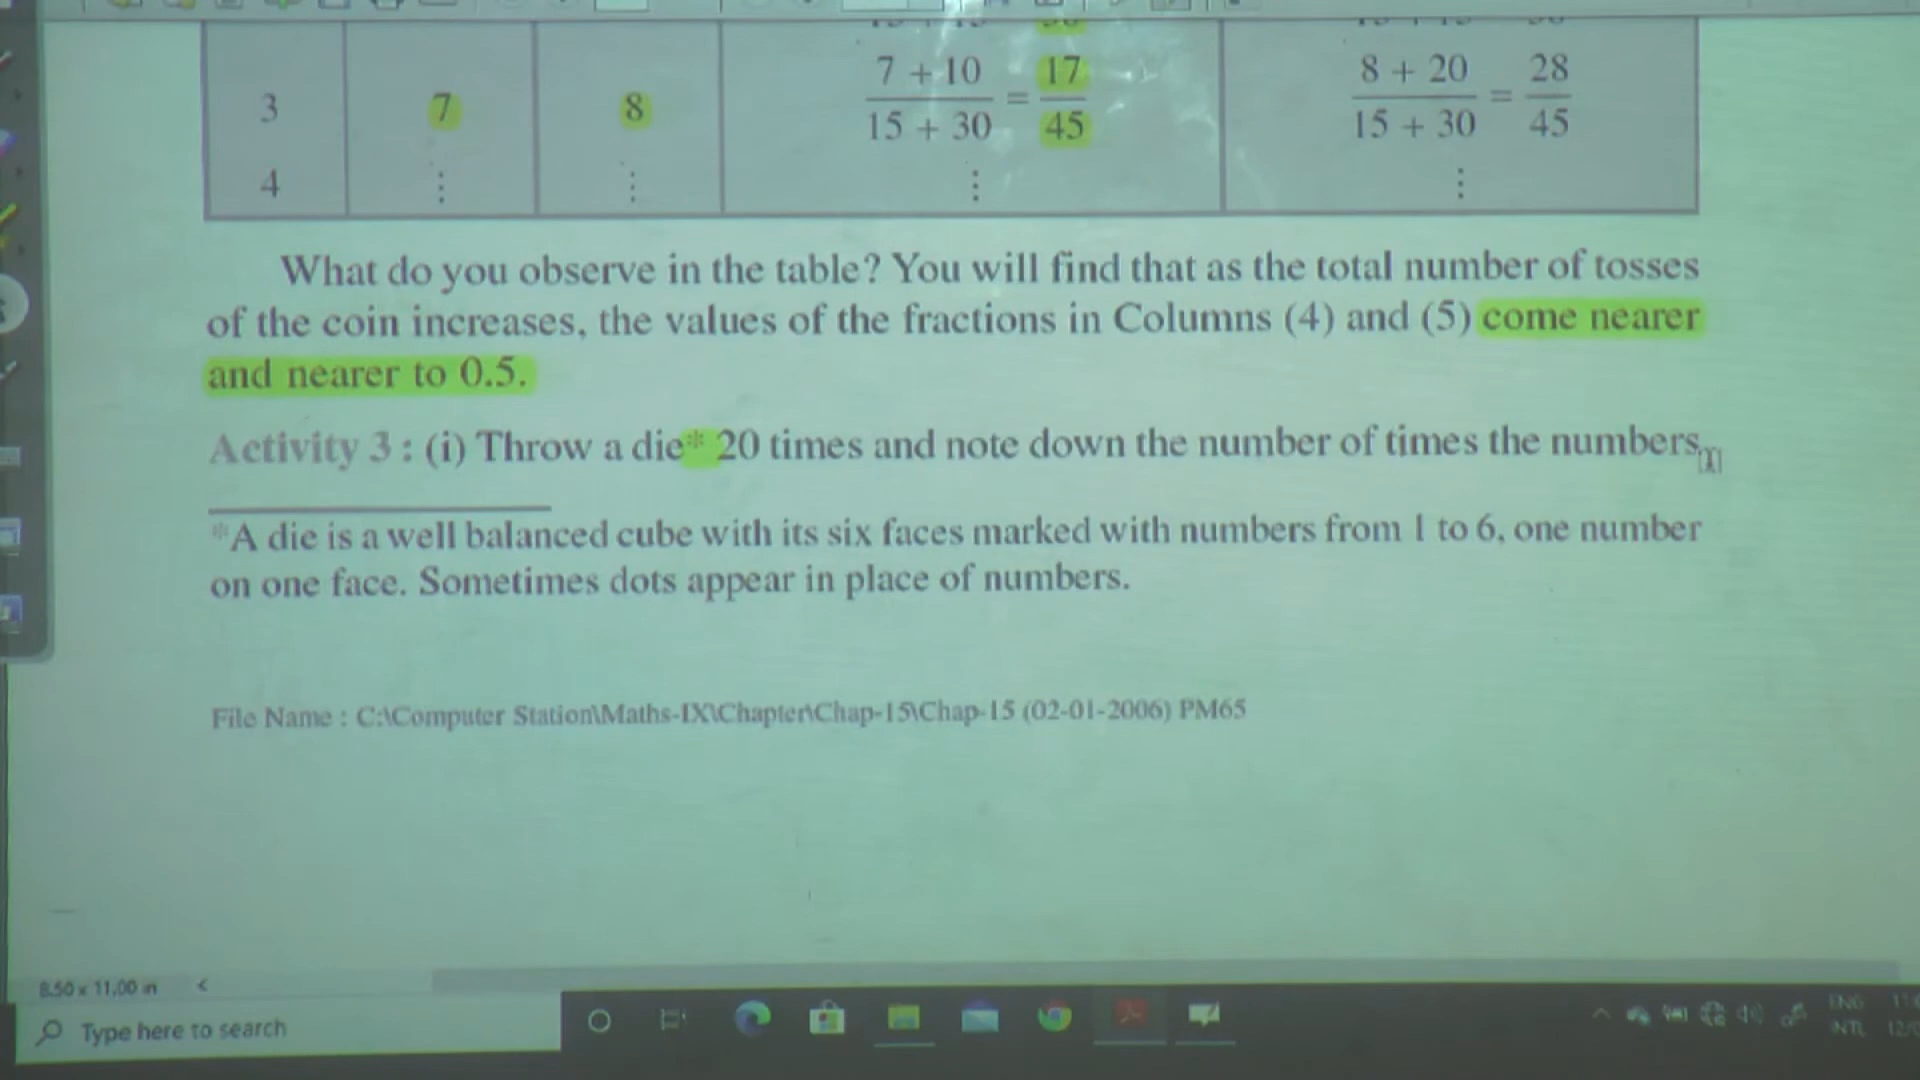 3 7 8 7 + 10 / 15 + 30 = 17 / 45 8 + 20 / 15 + 30 = 28 / 45
4 ⋮ ⋮ ⋮ ⋮
What do you observe in the table? You will find that as the total number of tosses
of the coin increases, the values of the fractions in Columns (4) and (5) come nearer
and nearer to 0.5.
Activity 3 : (i) Throw a die* 20 times and note down the number of times the numbers
*A die is a well balanced cube with its six faces marked with numbers from 1 to 6, one number
on one face. Sometimes dots appear in place of numbers.
File Name : C:\Computer Station\Maths-IX\Chapter\Chap-15\Chap-15 (02-01-2006) PM65
8.50 x 11.00 in
Type here to search
ENG
INTL